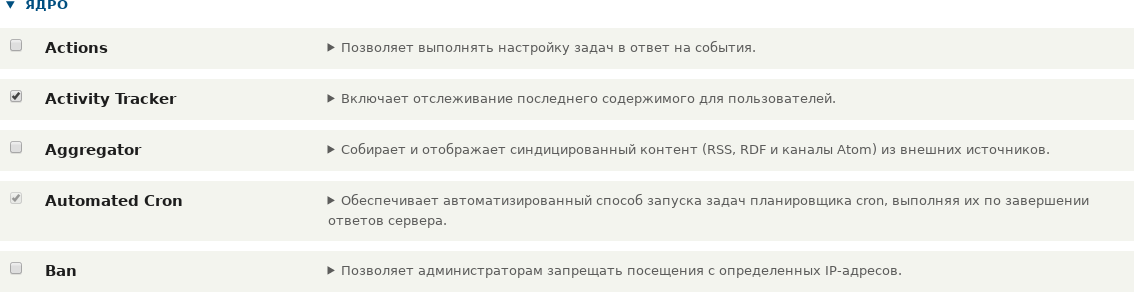 ЯДРО
Actions
Позволяет выполнять настройку задач в ответ на события.
Activity Tracker
Включает отслеживание последнего содержимого для пользователей.
Aggregator
Собирает и отображает синдицированный контент (RSS, RDF и каналы Atom) из внешних источников.
Automated Cron
Обеспечивает автоматизированный способ запуска задач планировщика cron, выполняя их по завершении
ответов сервера.
Ban
Позволяет администраторам запрещать посещения с определенных IP-адресов.